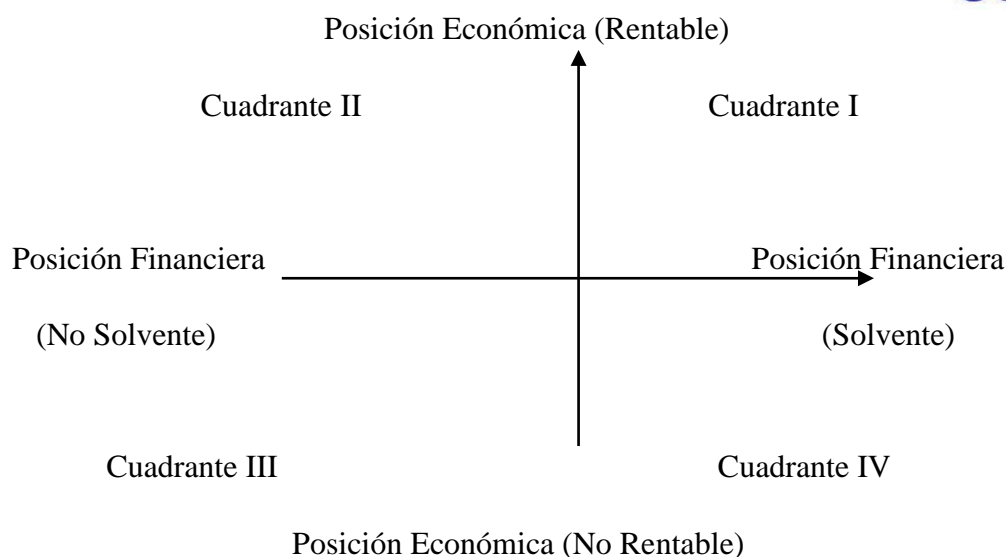 Posición Económica (Rentable)
Cuadrante II Cuadrante I
Posición Financiera Posición Financiera
(No Solvente) (Solvente)
Cuadrante III Cuadrante IV
Posición Económica (No Rentable)